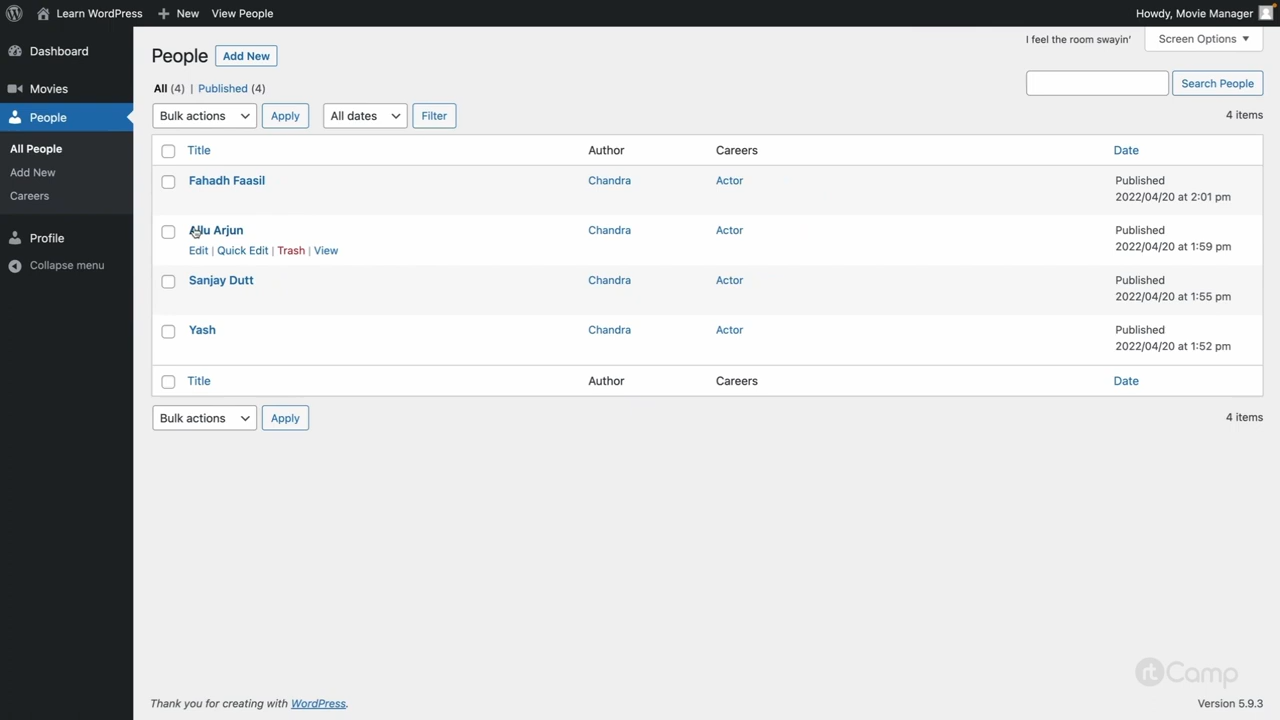 Learn WordPress
New
View People
Howdy, Movie Manager
I feel the room swayin'
Screen Options
Dashboard
Movies
People
All People
Add New
Careers
Profile
Collapse menu
People
Add New
All (4) | Published (4)
Search People
Bulk actions
Apply
All dates
Filter
4 items
Title
Author
Careers
Date
Fahadh Faasil
Chandra
Actor
Published
2022/04/20 at 2:01 pm
Allu Arjun
Edit | Quick Edit | Trash | View
Chandra
Actor
Published
2022/04/20 at 1:59 pm
Sanjay Dutt
Chandra
Actor
Published
2022/04/20 at 1:55 pm
Yash
Chandra
Actor
Published
2022/04/20 at 1:52 pm
Title
Author
Careers
Date
Bulk actions
Apply
4 items
rtCamp
Thank you for creating with WordPress.
Version 5.9.3